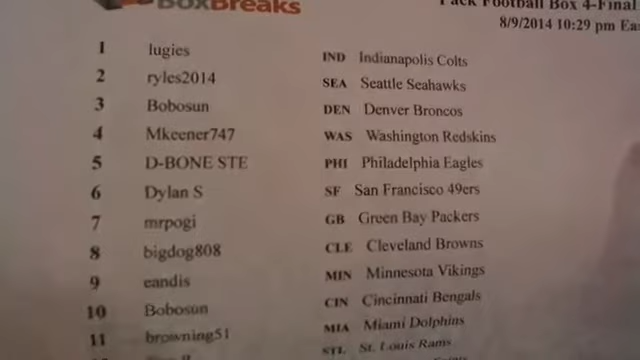 BoxBreaks
Pack Football Box 4-Final
8/9/2014 10:29 pm Eas
1 lugies IND Indianapolis Colts
2 ryles2014 SEA Seattle Seahawks
3 Bobosun DEN Denver Broncos
4 Mkeener747 WAS Washington Redskins
5 D-BONE STE PHI Philadelphia Eagles
6 Dylan S SF San Francisco 49ers
7 mrpogi GB Green Bay Packers
8 bigdog808 CLE Cleveland Browns
9 eandis MIN Minnesota Vikings
10 Bobosun CIN Cincinnati Bengals
11 browning51 MIA Miami Dolphins
STL St. Louis Rams